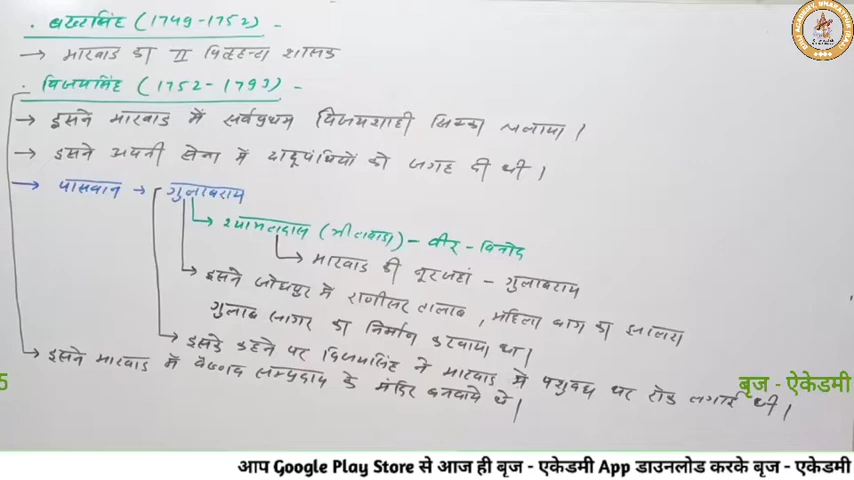 . बख्तसिंह (1749-1752) -
→ मारवाड का II पितृहन्ता शासक
. विजयसिंह (1752-1793) -
→ इसने मारवाड में सर्वप्रथम विजयशाही सिक्का चलाया।
→ इसने अपनी सेना में दादूपंथियों को जगह दी थी।
→ पासवान → गुलाबराय
→ श्यामलदास (भीलवाडा) - वीर - विनोद
→ मारवाड की नूरजहां - गुलाबराय
→ इसने जोधपुर में रानीसर तालाब, महिला बाग का झालरा
गुलाब सागर का निर्माण करवाया था।
→ इसके कहने पर विजयसिंह ने मारवाड में पशुवध पर रोक लगाई थी।
→ इसने मारवाड में वैष्णव सम्प्रदाय के मंदिर बनवाये थे।
5
बृज - ऐकेडमी
आप Google Play Store से आज ही बृज - एकेडमी App डाउनलोड करके बृज - एकेडमी